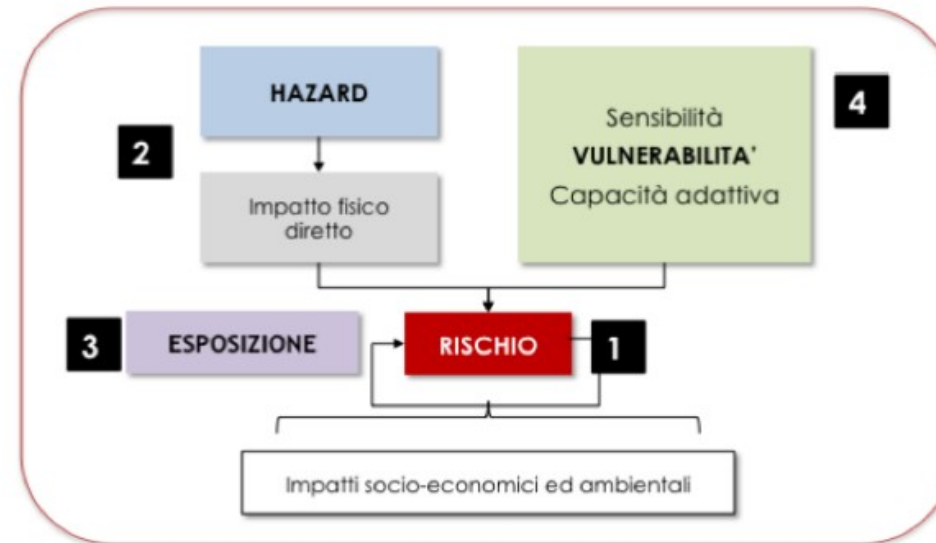 HAZARD
2
Impatto fisico
diretto
Sensibilità
VULNERABILITA'
Capacità adattiva
4
3
ESPOSIZIONE
RISCHIO
1
Impatti socio-economici ed ambientali